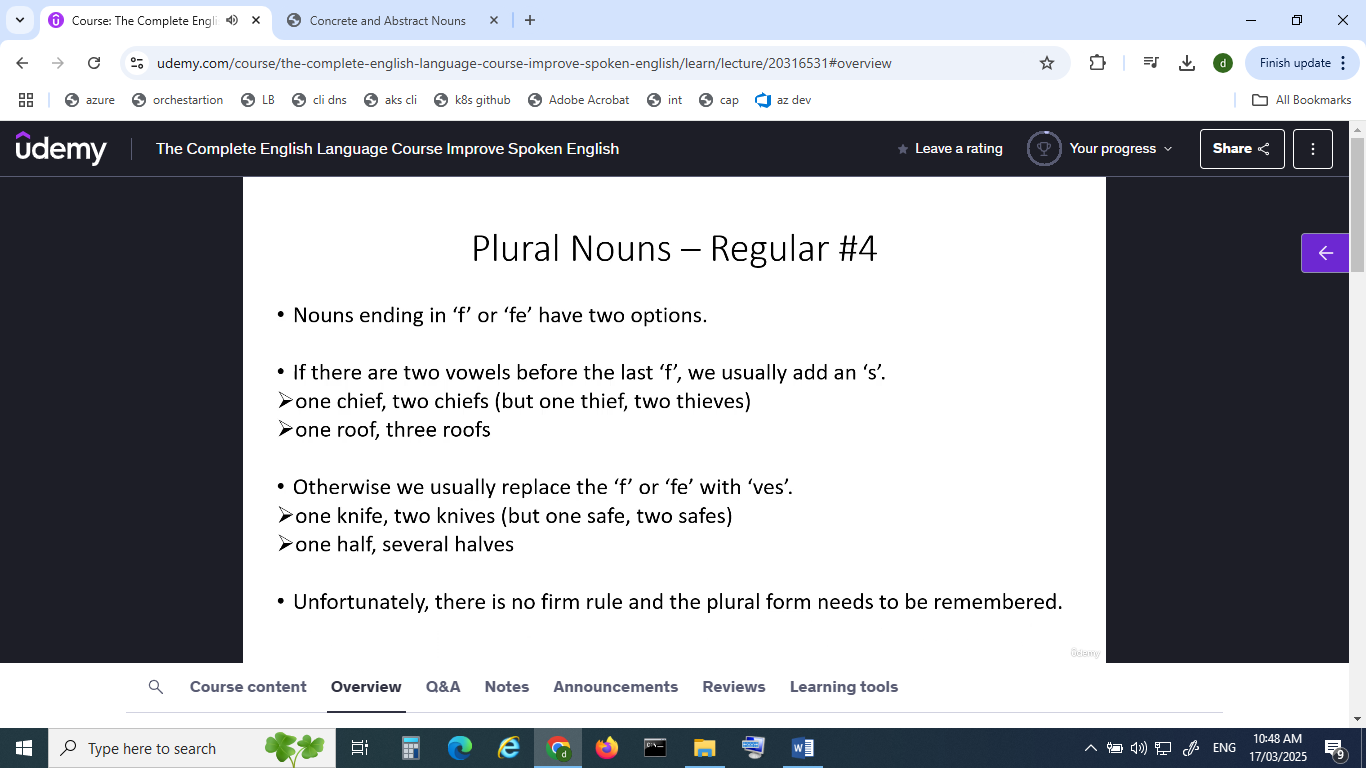 Course: The Complete Engli
Concrete and Abstract Nouns
udemy.com/course/the-complete-english-language-course-improve-spoken-english/learn/lecture/20316531#overview
d
Finish update
azure
orchestartion
LB
cli dns
aks cli
k8s github
Adobe Acrobat
int
cap
az dev
All Bookmarks
ûdemy
The Complete English Language Course Improve Spoken English
Leave a rating
Your progress
Share
Plural Nouns – Regular #4
• Nouns ending in ‘f’ or ‘fe’ have two options.
• If there are two vowels before the last ‘f’, we usually add an ‘s’.
➢one chief, two chiefs (but one thief, two thieves)
➢one roof, three roofs
• Otherwise we usually replace the ‘f’ or ‘fe’ with ‘ves’.
➢one knife, two knives (but one safe, two safes)
➢one half, several halves
• Unfortunately, there is no firm rule and the plural form needs to be remembered.
ûdemy
Course content
Overview
Q&A
Notes
Announcements
Reviews
Learning tools
Type here to search
ENG
10:48 AM
17/03/2025
9